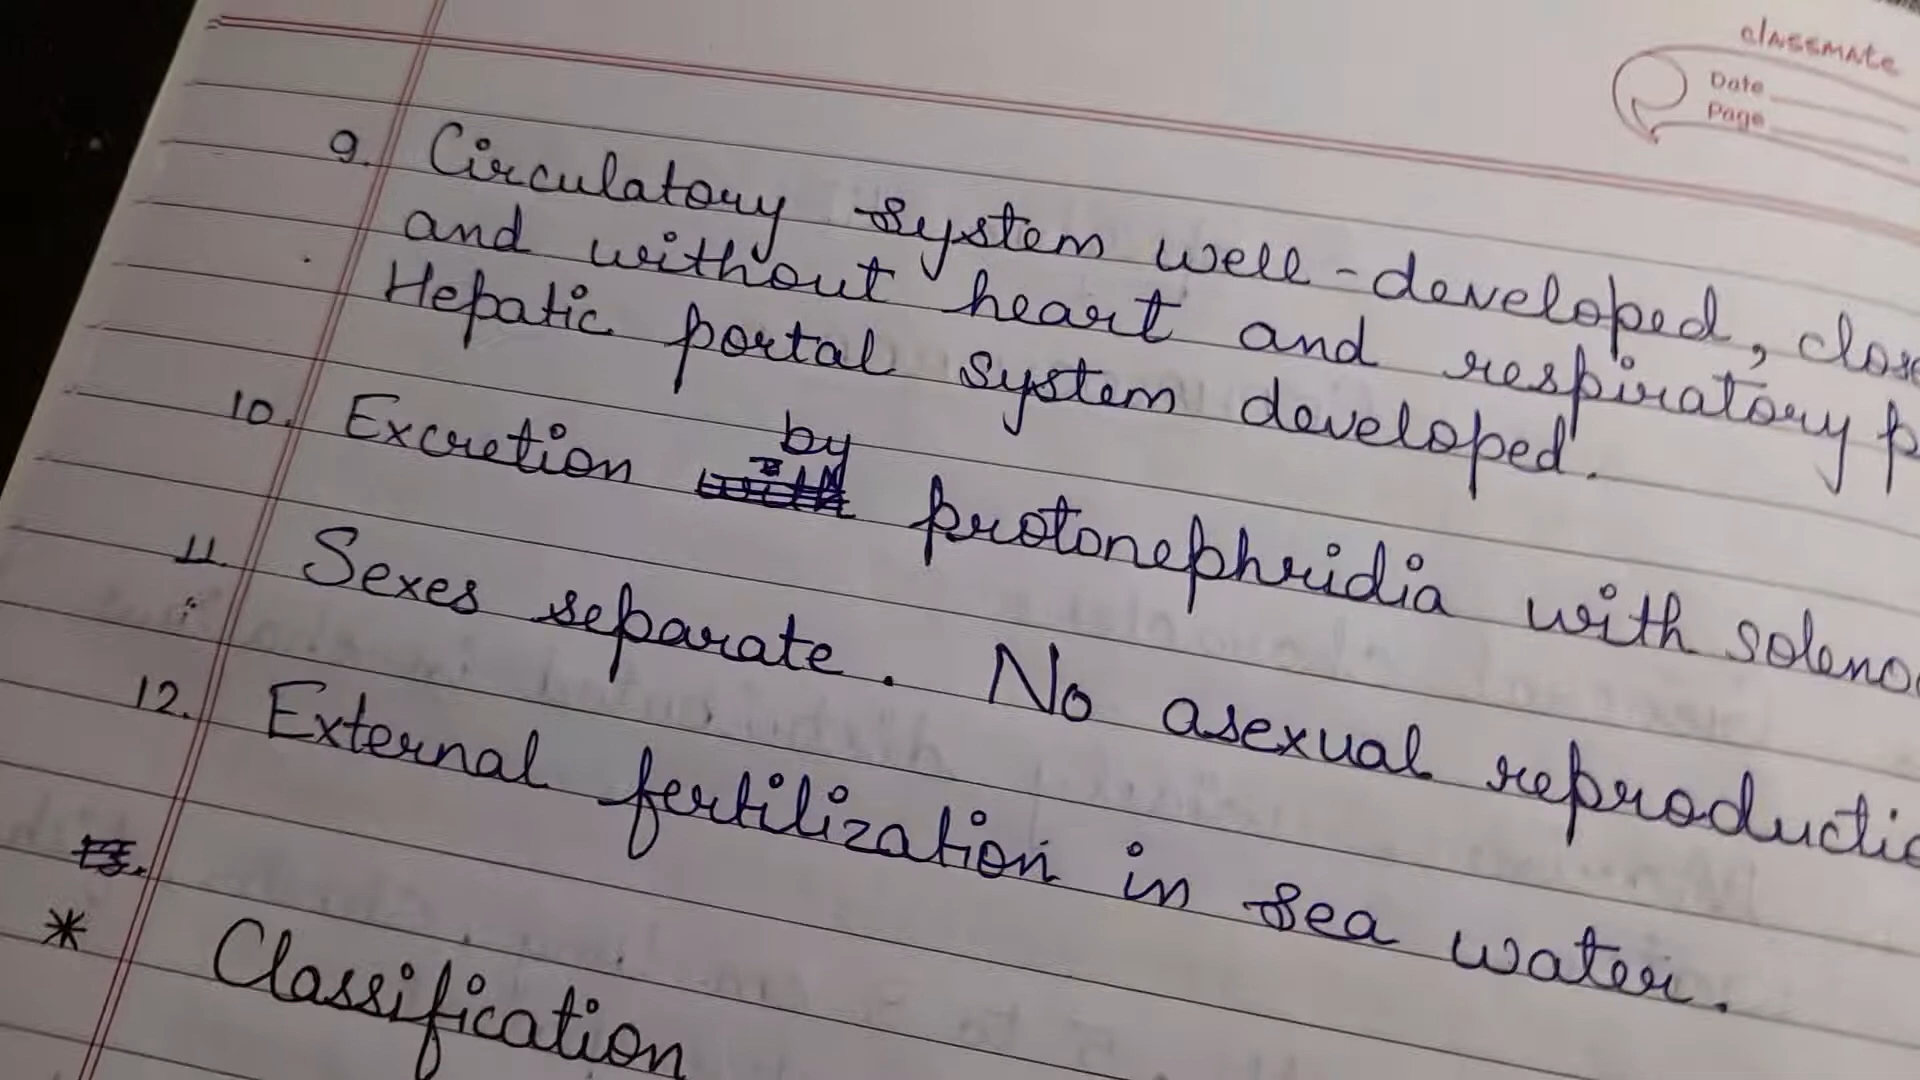 classmate
Date
Page
9. Circulatory system well-developed, close
and without heart and respiratory p
Hepatic portal system developed.
10. Excretion by protonephridia with soleno
11. Sexes separate. No asexual reproductio
12. External fertilization in sea water.
* Classification